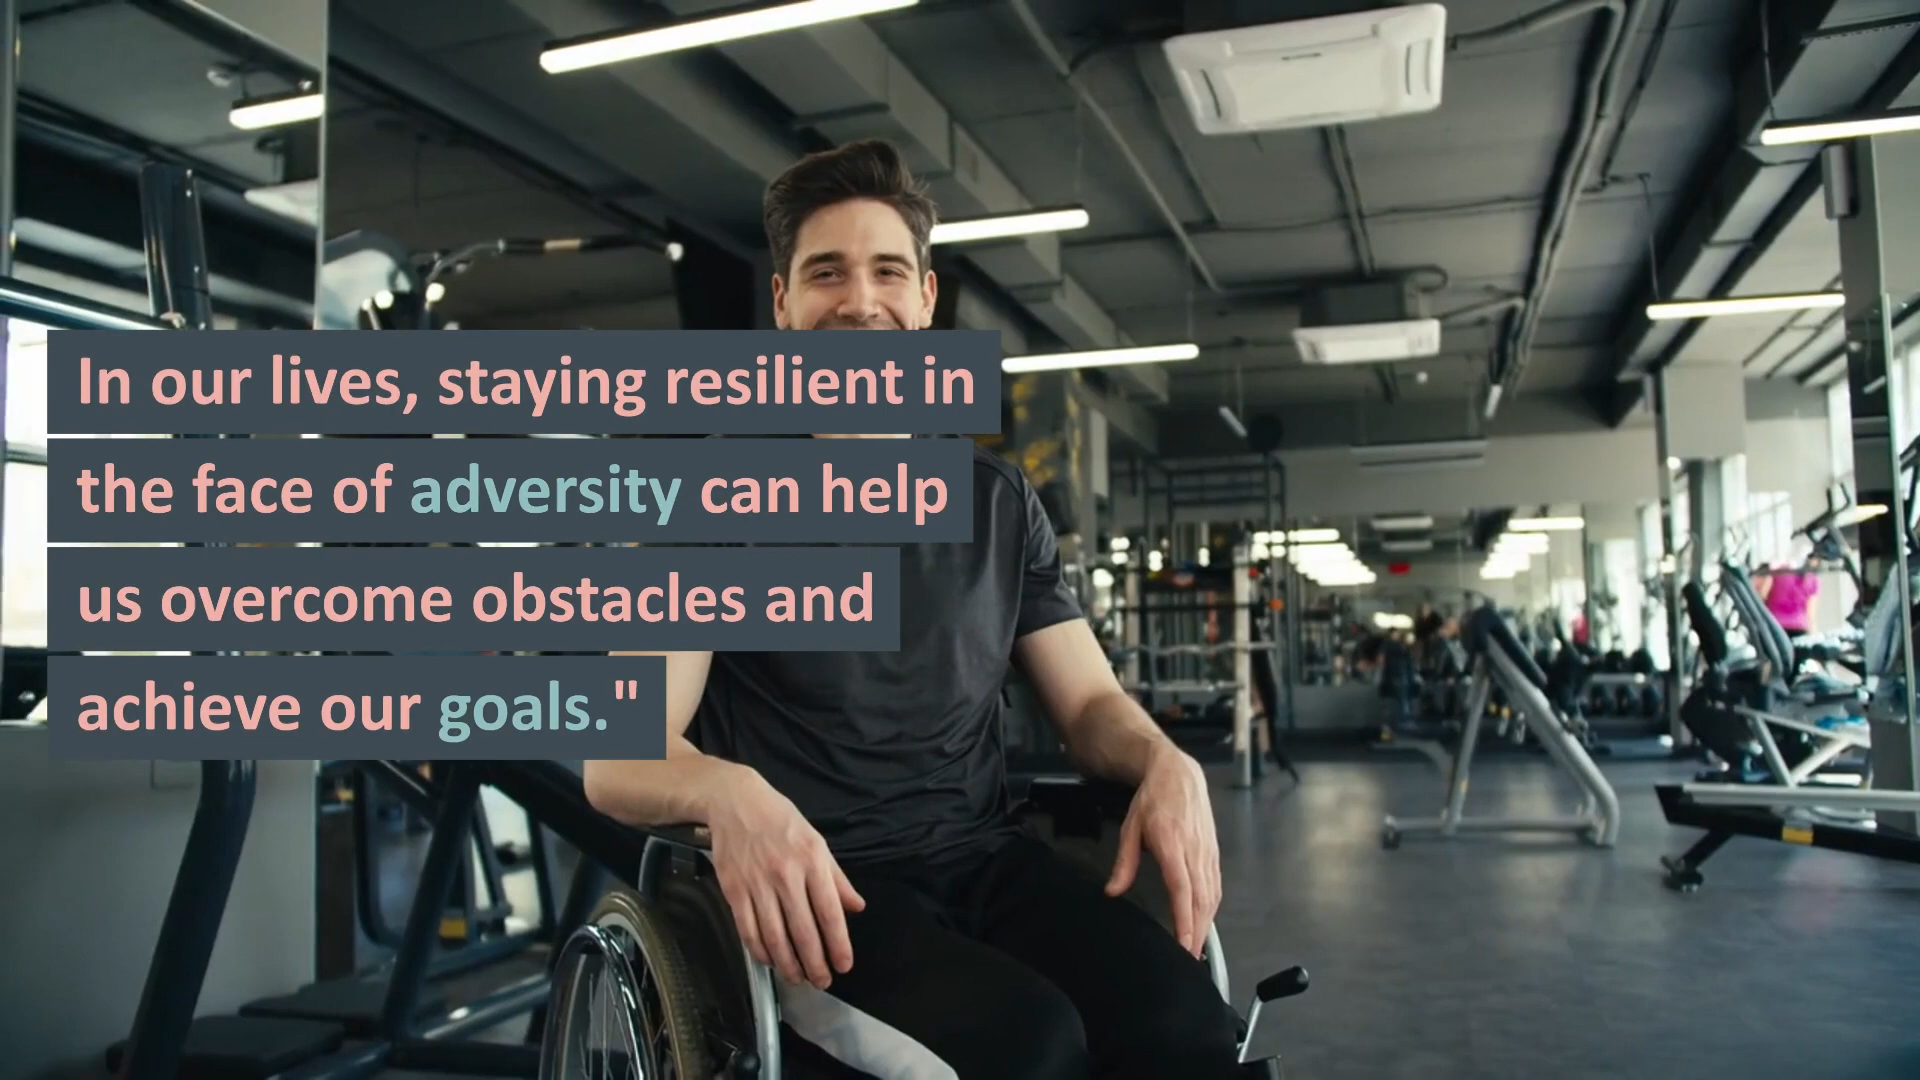 In our lives, staying resilient in
the face of adversity can help
us overcome obstacles and
achieve our goals."